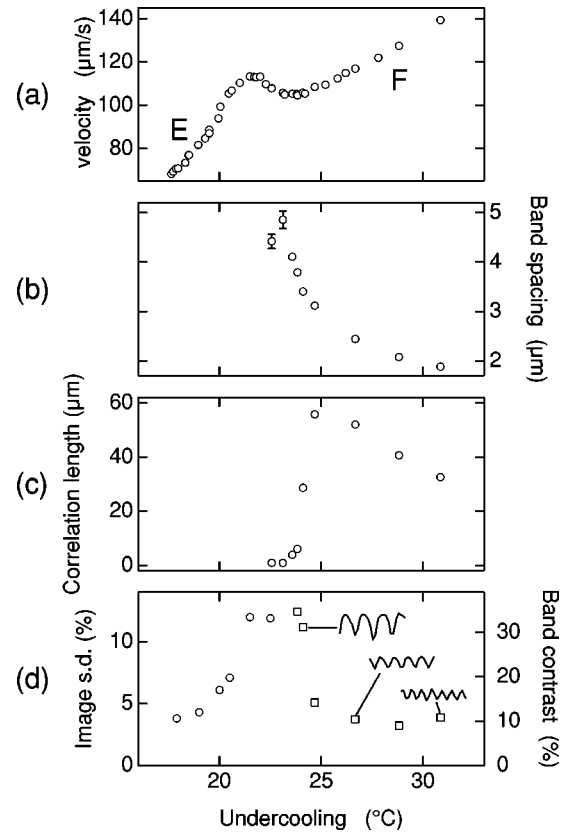 (a)
velocity (μm/s)
140
120
100
80
E
F
(b)
5
4
3
2
Band spacing (μm)
(c)
Correlation length (μm)
60
40
20
0
(d)
Image s.d. (%)
10
5
0
30
20
10
0
Band contrast (%)
20
25
30
Undercooling (°C)